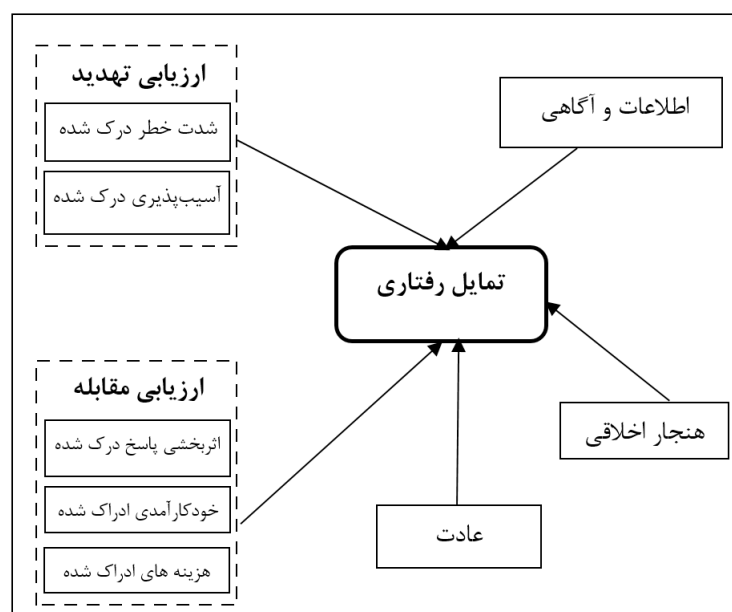 ارزیابی تهدید
شدت خطر درک شده
آسیب‌پذیری درک شده
اطلاعات و آگاهی
تمایل رفتاری
ارزیابی مقابله
اثربخشی پاسخ درک شده
خودکارآمدی ادراک شده
هزینه های ادراک شده
هنجار اخلاقی
عادت